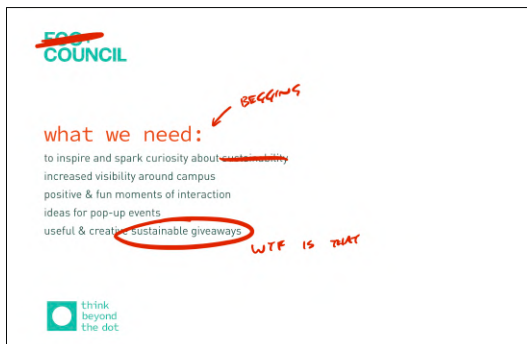 ECO+
COUNCIL
BEGGING
what we need:
to inspire and spark curiosity about sustainability
increased visibility around campus
positive & fun moments of interaction
ideas for pop-up events
useful & creative sustainable giveaways
WTF IS THAT
think
beyond
the dot